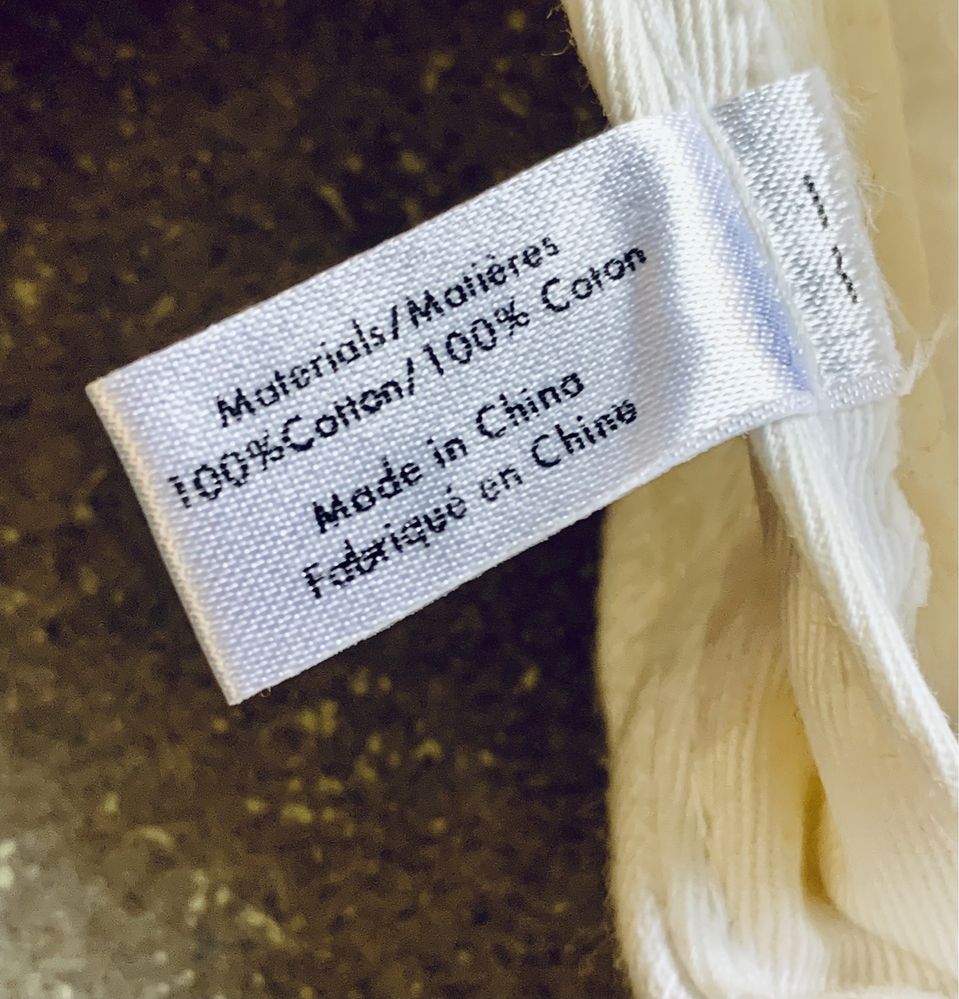 Materials/Matières
100%Cotton/100% Coton
Made in China
Fabriqué en Chine